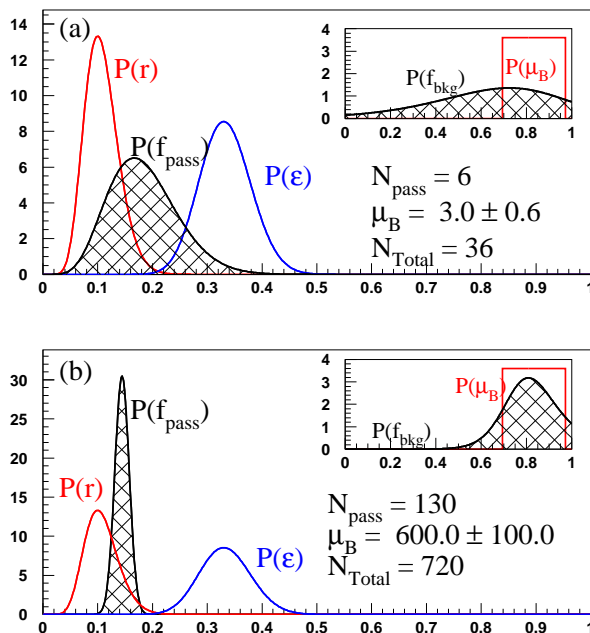 14
12
10
8
6
4
2
0
(a)
P(r)
P(f_pass)
P(ε)
0 0.1 0.2 0.3 0.4 0.5 0.6 0.7 0.8 0.9 1
4
3
2
1
0
P(f_bkg)
P(μ_B)
0 0.2 0.4 0.6 0.8 1
N_pass = 6
μ_B = 3.0 ± 0.6
N_Total = 36
30
25
20
15
10
5
0
(b)
P(f_pass)
P(r)
P(ε)
0 0.1 0.2 0.3 0.4 0.5 0.6 0.7 0.8 0.9 1
4
3
2
1
0
P(μ_B)
P(f_bkg)
0 0.2 0.4 0.6 0.8 1
N_pass = 130
μ_B = 600.0 ± 100.0
N_Total = 720